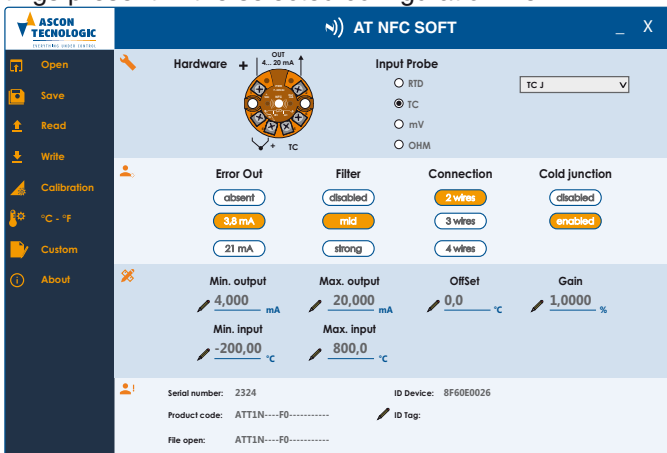 ASCON
TECNOLOGIC
EVERYTHING UNDER CONTROL
AT NFC SOFT
_ X
Open
Save
Read
Write
Calibration
°C - °F
Custom
About
Hardware
+
OUT
4... 20 mA
+ TC
Input Probe
RTD
TC
mV
OHM
TC J
Error Out Filter Connection Cold junction
absent disabled 2 wires disabled
3,8 mA mid 3 wires enabled
21 mA strong 4 wires
Min. output Max. output OffSet Gain
4,000 mA 20,000 mA 0,0 °C 1,0000 %
Min. input Max. input
-200,00 °C 800,0 °C
Serial number: 2324 ID Device: 8F60E0026
Product code: ATT1N----F0----------- ID Tag:
File open: ATT1N----F0-----------